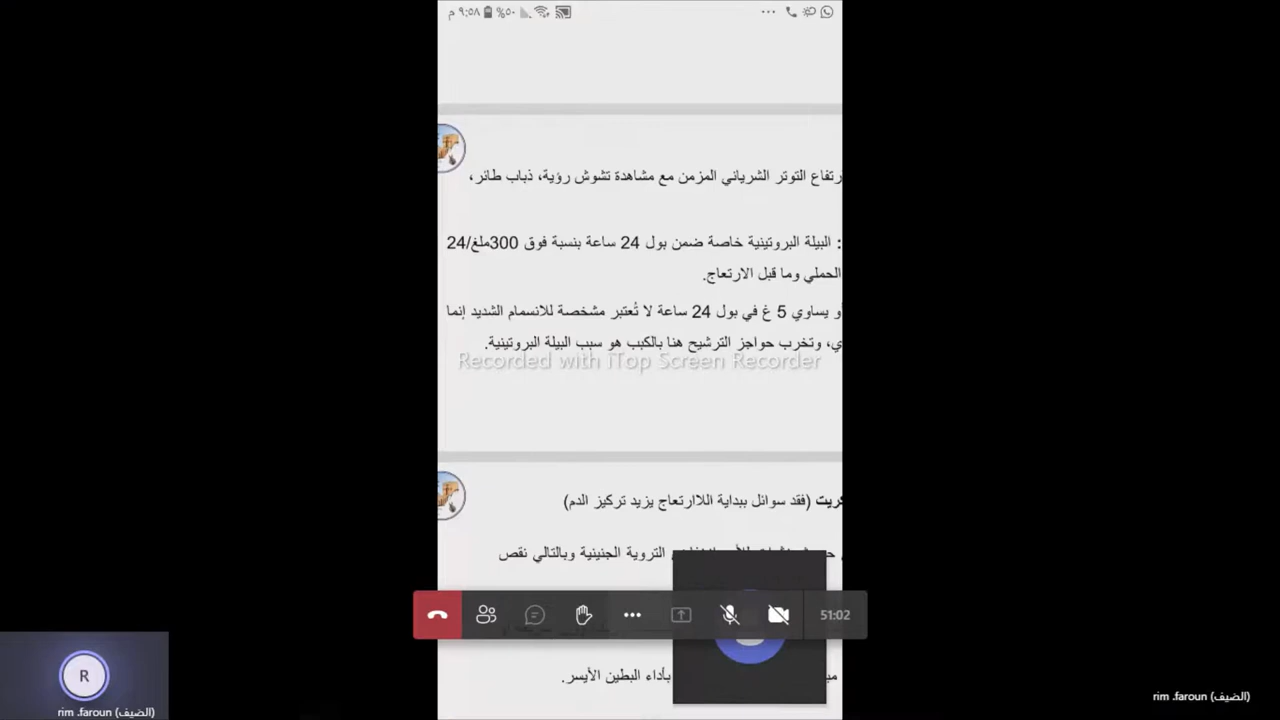 ٩:٥٨ م ٥٠٪
ارتفاع التوتر الشرياني المزمن مع مشاهدة تشوش رؤية، ذباب طائر،
: البيلة البروتينية خاصة ضمن بول 24 ساعة بنسبة فوق 300ملغ/24
الحملي وما قبل الارتعاج.
أو يساوي 5 غ في بول 24 ساعة لا تُعتبر مشخصة للانسمام الشديد إنما
ي، وتخرب حواجز الترشيح هنا بالكبب هو سبب البيلة البروتينية.
Recorded with iTop Screen Recorder
كريت (فقد سوائل ببداية اللاارتعاج يزيد تركيز الدم)
التروية الجنينية وبالتالي نقص
51:02
بأداء البطين الأيسر.
R
rim .faroun (الضيف)
rim .faroun (الضيف)